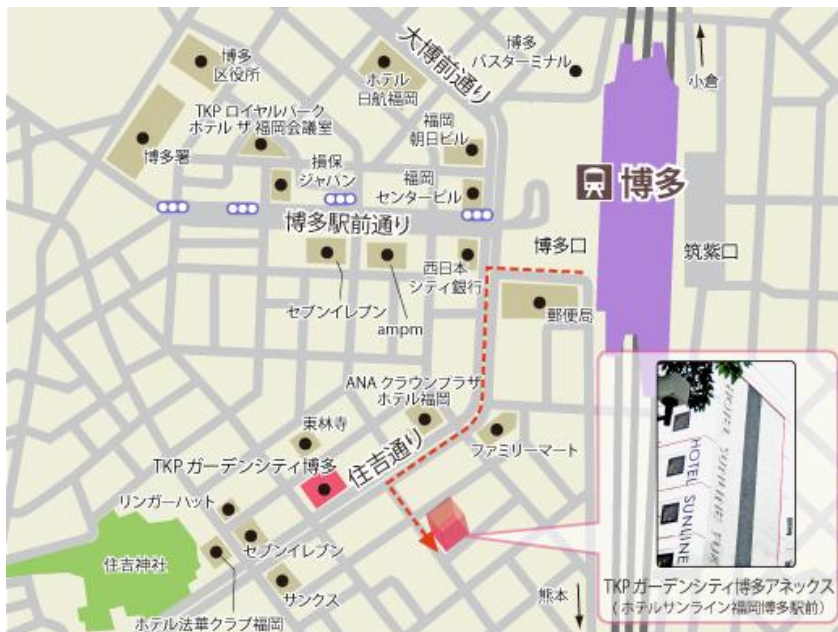 博多
区役所
大博前通り
博多
バスターミナル
小倉
ホテル
日航福岡
TKP ロイヤルパーク
ホテル ザ 福岡会議室
博多署
福岡
朝日ビル
損保
ジャパン
福岡
センタービル
博多
博多駅前通り
博多口
筑紫口
西日本
シティ銀行
セブンイレブン
ampm
郵便局
ANA クラウンプラザ
ホテル福岡
東林寺
住吉通り
ファミリーマート
TKP ガーデンシティ博多
リンガーハット
セブンイレブン
住吉神社
サンクス
ホテル法華クラブ福岡
熊本
HOTEL SUNLINE
TKP ガーデンシティ博多アネックス
(ホテルサンライン福岡博多駅前)